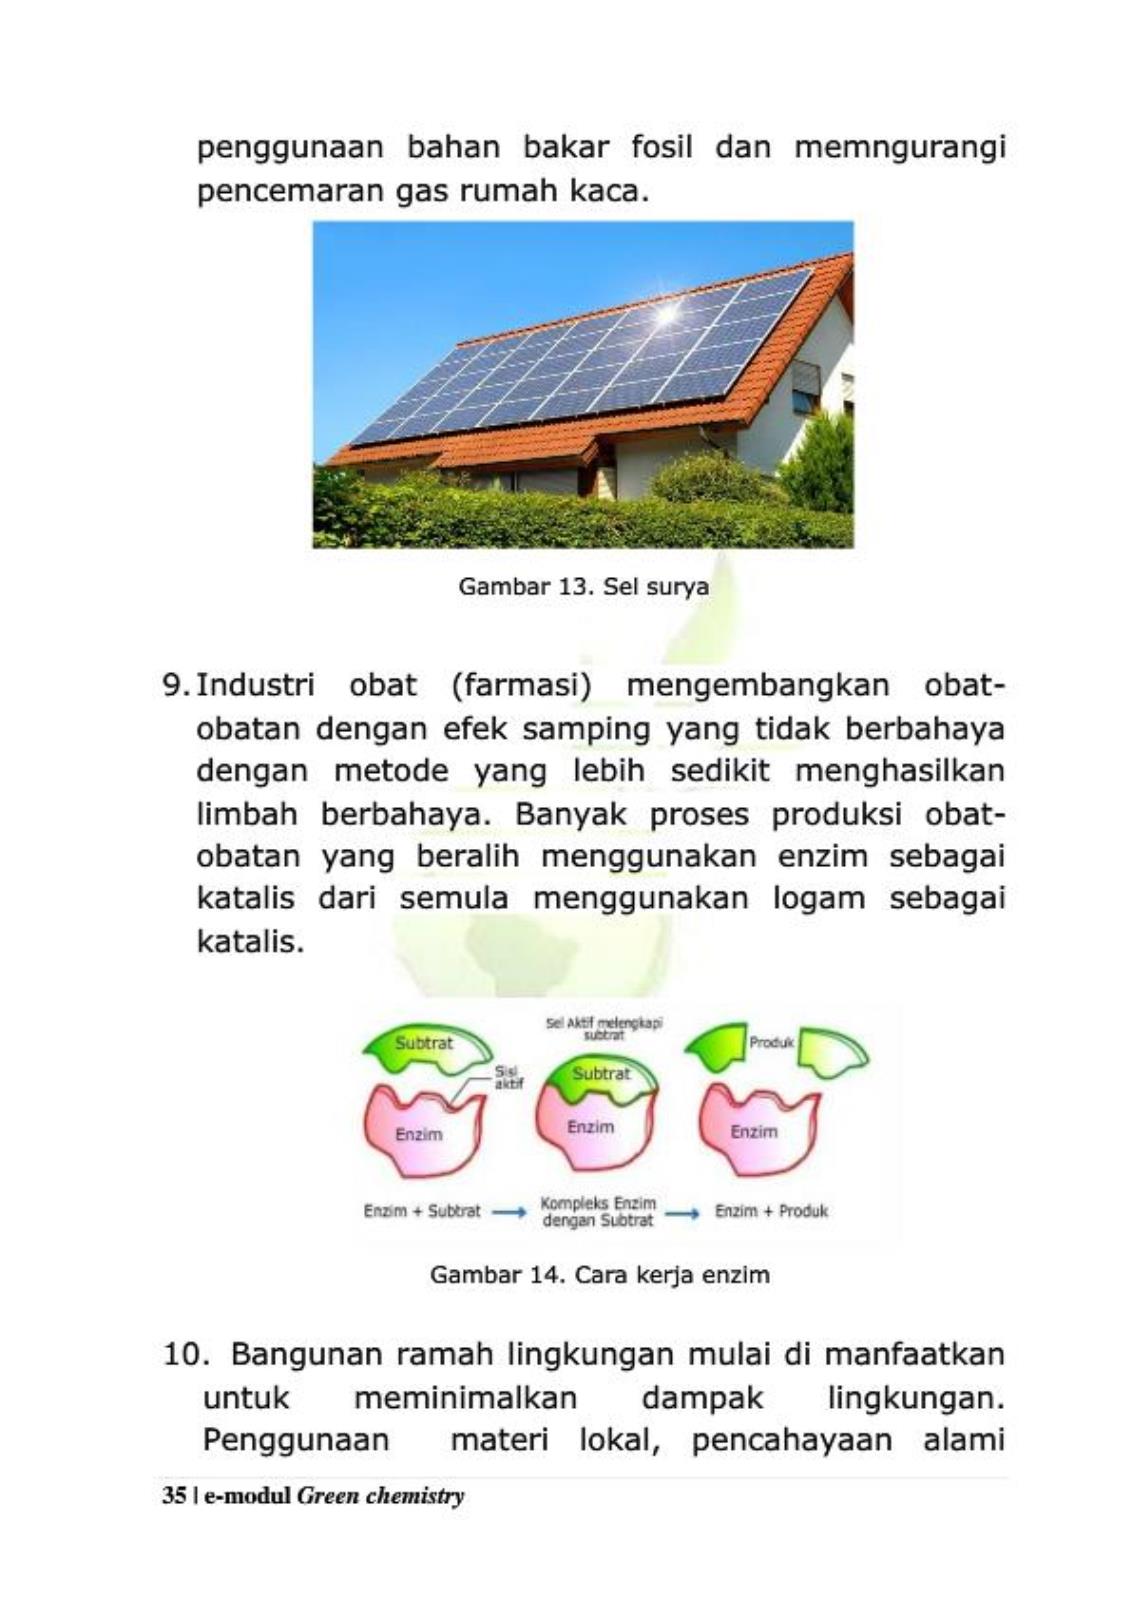 penggunaan bahan bakar fosil dan memngurangi
pencemaran gas rumah kaca.
Gambar 13. Sel surya
9. Industri obat (farmasi) mengembangkan obat-
obatan dengan efek samping yang tidak berbahaya
dengan metode yang lebih sedikit menghasilkan
limbah berbahaya. Banyak proses produksi obat-
obatan yang beralih menggunakan enzim sebagai
katalis dari semula menggunakan logam sebagai
katalis.
Subtrat
Sisi
aktif
Enzim
Sel Aktif melengkapi
subtrat
Subtrat
Enzim
Produk
Enzim
Enzim + Subtrat
Kompleks Enzim
dengan Subtrat
Enzim + Produk
Gambar 14. Cara kerja enzim
10. Bangunan ramah lingkungan mulai di manfaatkan
untuk meminimalkan dampak lingkungan.
Penggunaan materi lokal, pencahayaan alami
35 | e-modul Green chemistry